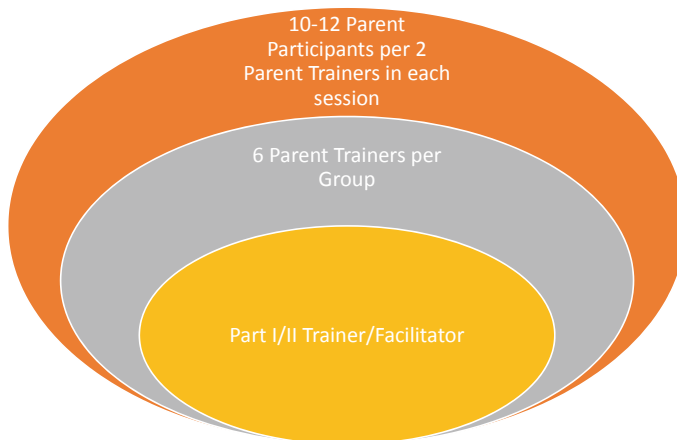 10-12 Parent
Participants per 2
Parent Trainers in each
session
6 Parent Trainers per
Group
Part I/II Trainer/Facilitator